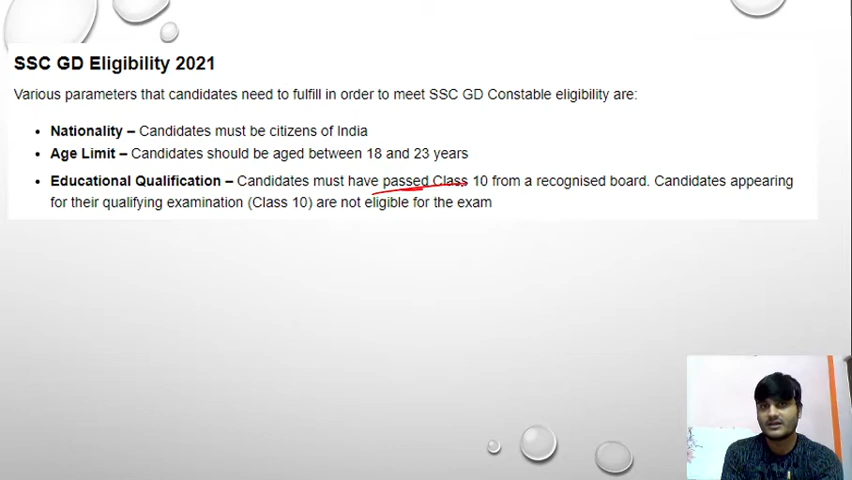 SSC GD Eligibility 2021
Various parameters that candidates need to fulfill in order to meet SSC GD Constable eligibility are:
• Nationality – Candidates must be citizens of India
• Age Limit – Candidates should be aged between 18 and 23 years
• Educational Qualification – Candidates must have passed Class 10 from a recognised board. Candidates appearing
for their qualifying examination (Class 10) are not eligible for the exam